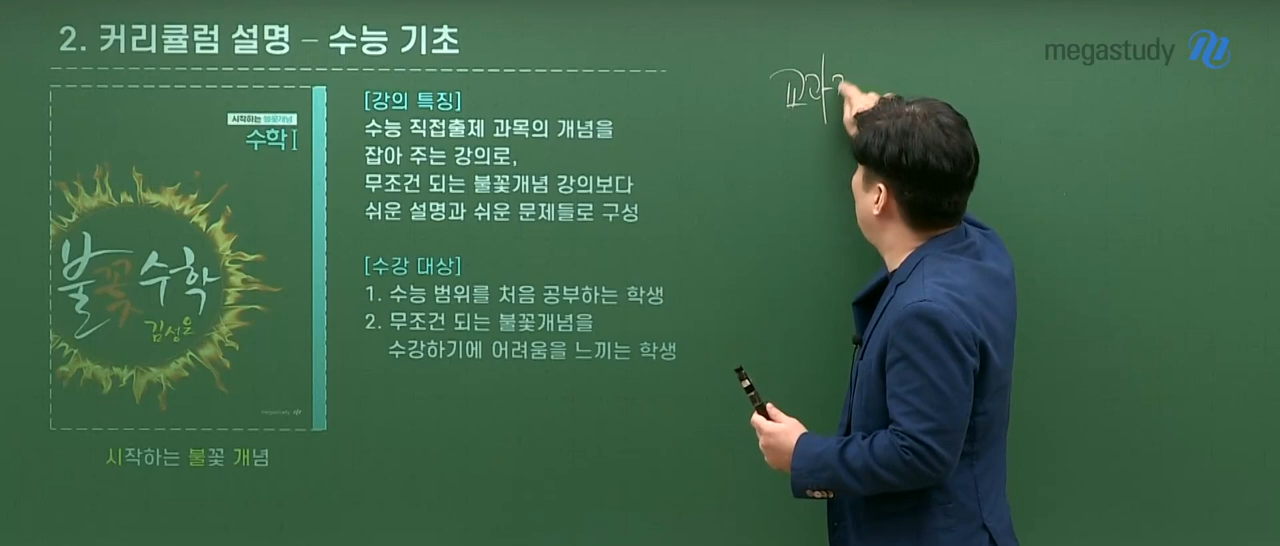 2. 커리큘럼 설명 – 수능 기초
megastudy
교과
시작하는 불꽃개념
수학 I
불꽃 수학
김성은
megastudy
시작하는 불꽃 개념
[강의 특징]
수능 직접출제 과목의 개념을
잡아 주는 강의로,
무조건 되는 불꽃개념 강의보다
쉬운 설명과 쉬운 문제들로 구성
[수강 대상]
1. 수능 범위를 처음 공부하는 학생
2. 무조건 되는 불꽃개념을
수강하기에 어려움을 느끼는 학생